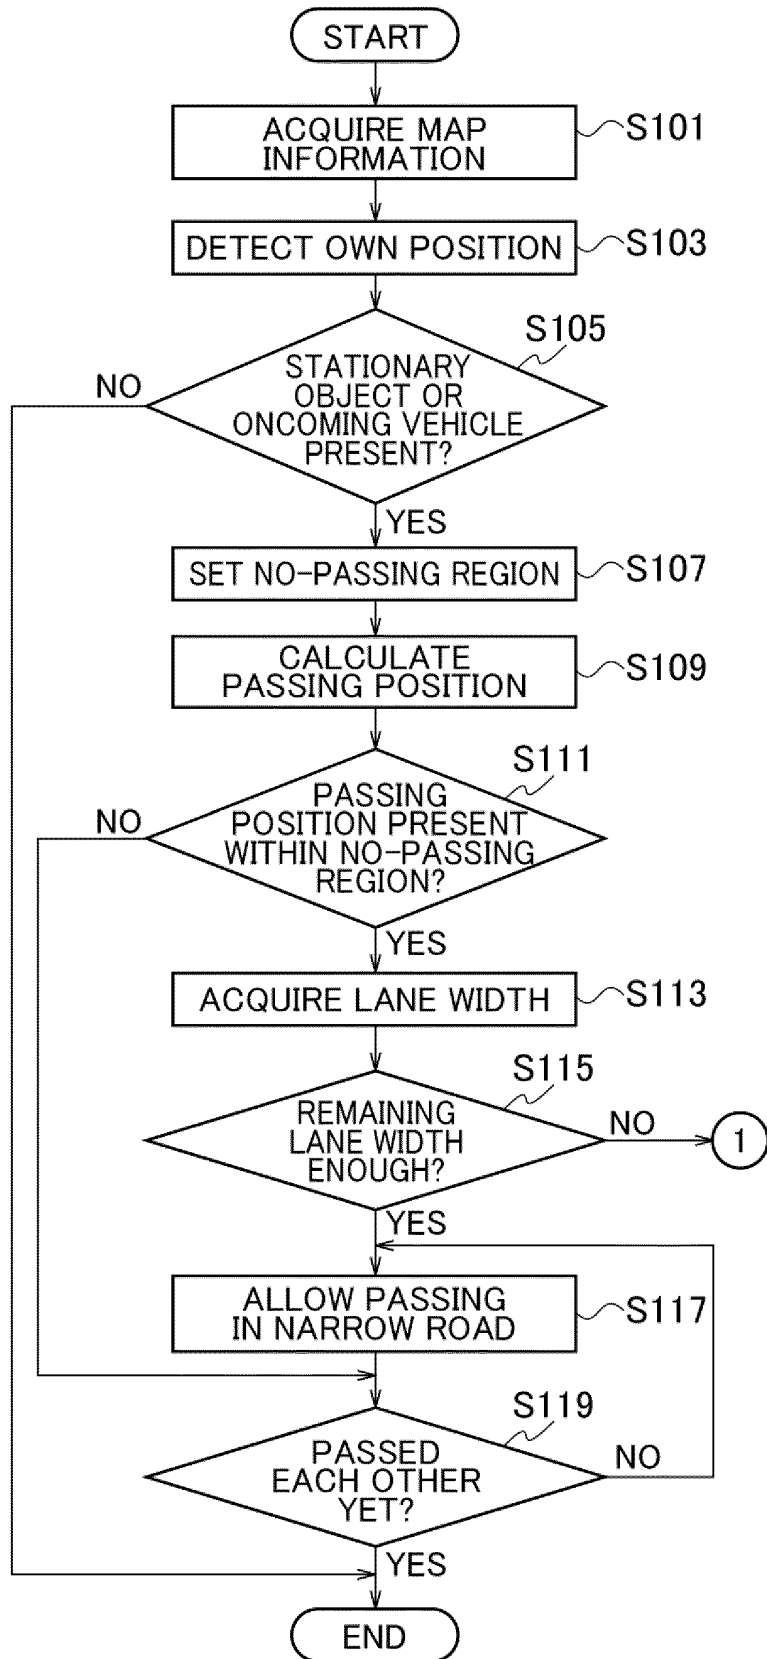 START
ACQUIRE MAP
INFORMATION
S101
DETECT OWN POSITION
S103
S105
STATIONARY
OBJECT OR
ONCOMING VEHICLE
PRESENT?
NO
YES
SET NO-PASSING REGION
S107
CALCULATE
PASSING POSITION
S109
S111
PASSING
POSITION PRESENT
WITHIN NO-PASSING
REGION?
NO
YES
ACQUIRE LANE WIDTH
S113
S115
REMAINING
LANE WIDTH
ENOUGH?
NO
1
YES
ALLOW PASSING
IN NARROW ROAD
S117
S119
PASSED
EACH OTHER
YET?
NO
YES
END